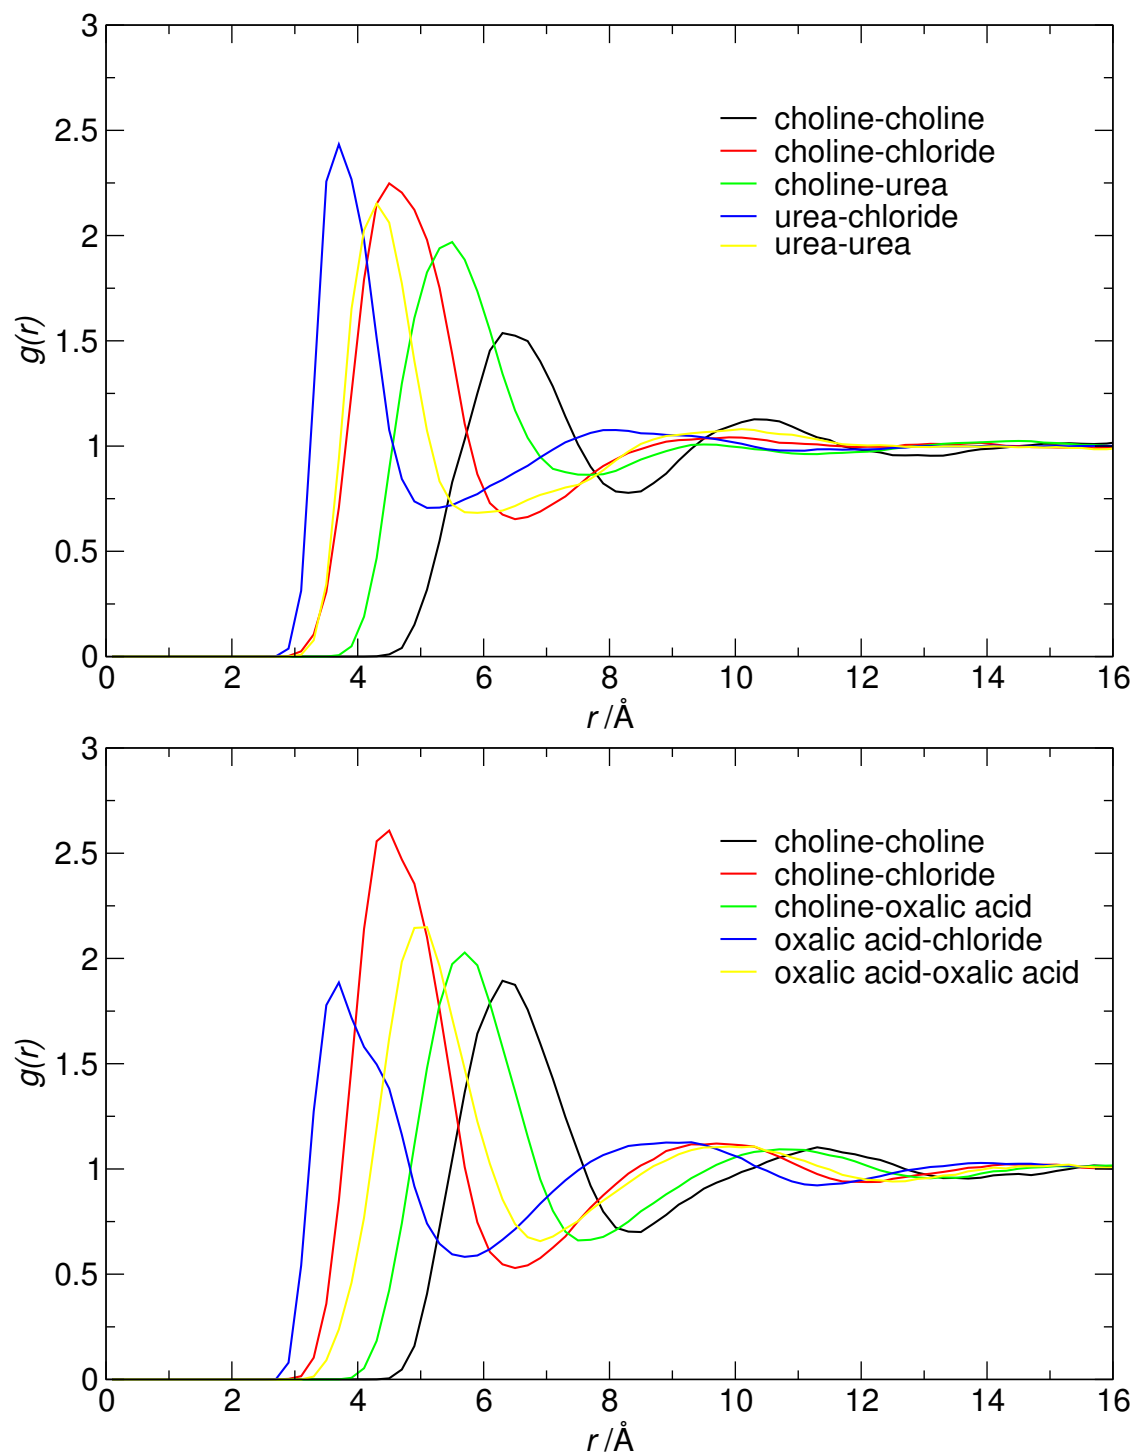 3
2.5
2
1.5
1
0.5
0
g(r)
choline-choline
choline-chloride
choline-urea
urea-chloride
urea-urea
0 2 4 6 8 10 12 14 16
r /Å
3
2.5
2
1.5
1
0.5
0
g(r)
choline-choline
choline-chloride
choline-oxalic acid
oxalic acid-chloride
oxalic acid-oxalic acid
0 2 4 6 8 10 12 14 16
r /Å